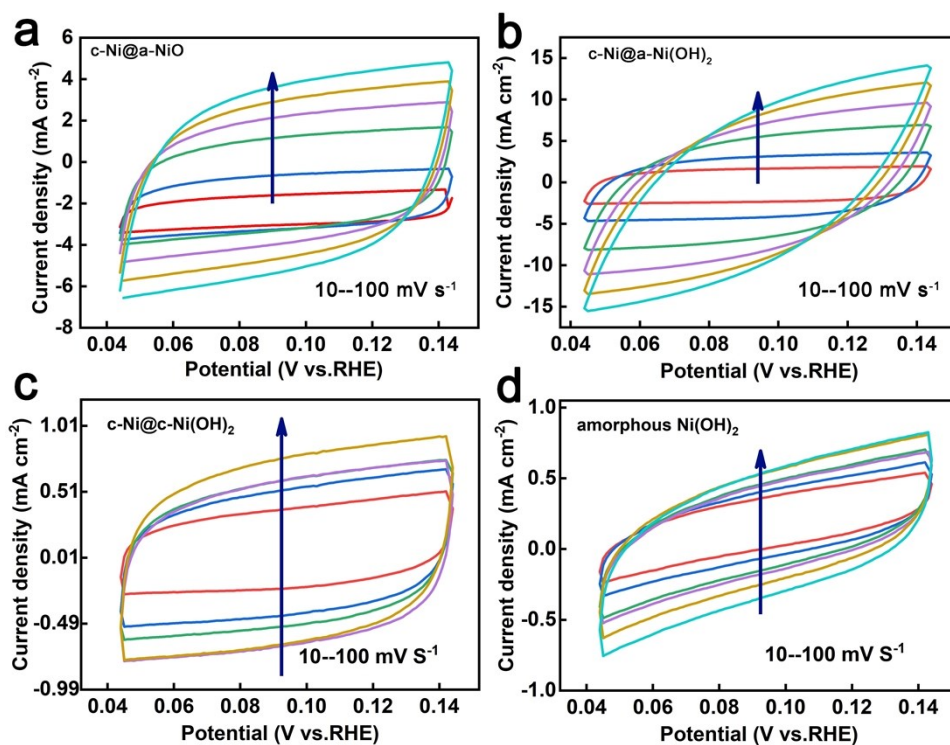 a
c-Ni@a-NiO
Current density (mA cm⁻²)
6
4
2
0
-2
-4
-6
-8
10--100 mV s⁻¹
0.04 0.06 0.08 0.10 0.12 0.14
Potential (V vs.RHE)
b
c-Ni@a-Ni(OH)₂
Current density (mA cm⁻²)
15
10
5
0
-5
-10
-15
10--100 mV s⁻¹
0.04 0.06 0.08 0.10 0.12 0.14
Potential (V vs.RHE)
c
c-Ni@c-Ni(OH)₂
Current density (mA cm⁻²)
1.01
0.51
0.01
-0.49
-0.99
10--100 mV S⁻¹
0.04 0.06 0.08 0.10 0.12 0.14
Potential (V vs.RHE)
d
amorphous Ni(OH)₂
Current density (mA cm⁻²)
1.0
0.5
0.0
-0.5
-1.0
10--100 mV S⁻¹
0.04 0.06 0.08 0.10 0.12 0.14
Potential (V vs.RHE)